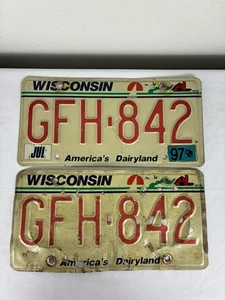 WISCONSIN
GFH-842
JUL America's Dairyland 97
WISCONSIN
GFH-842
America's Dairyland